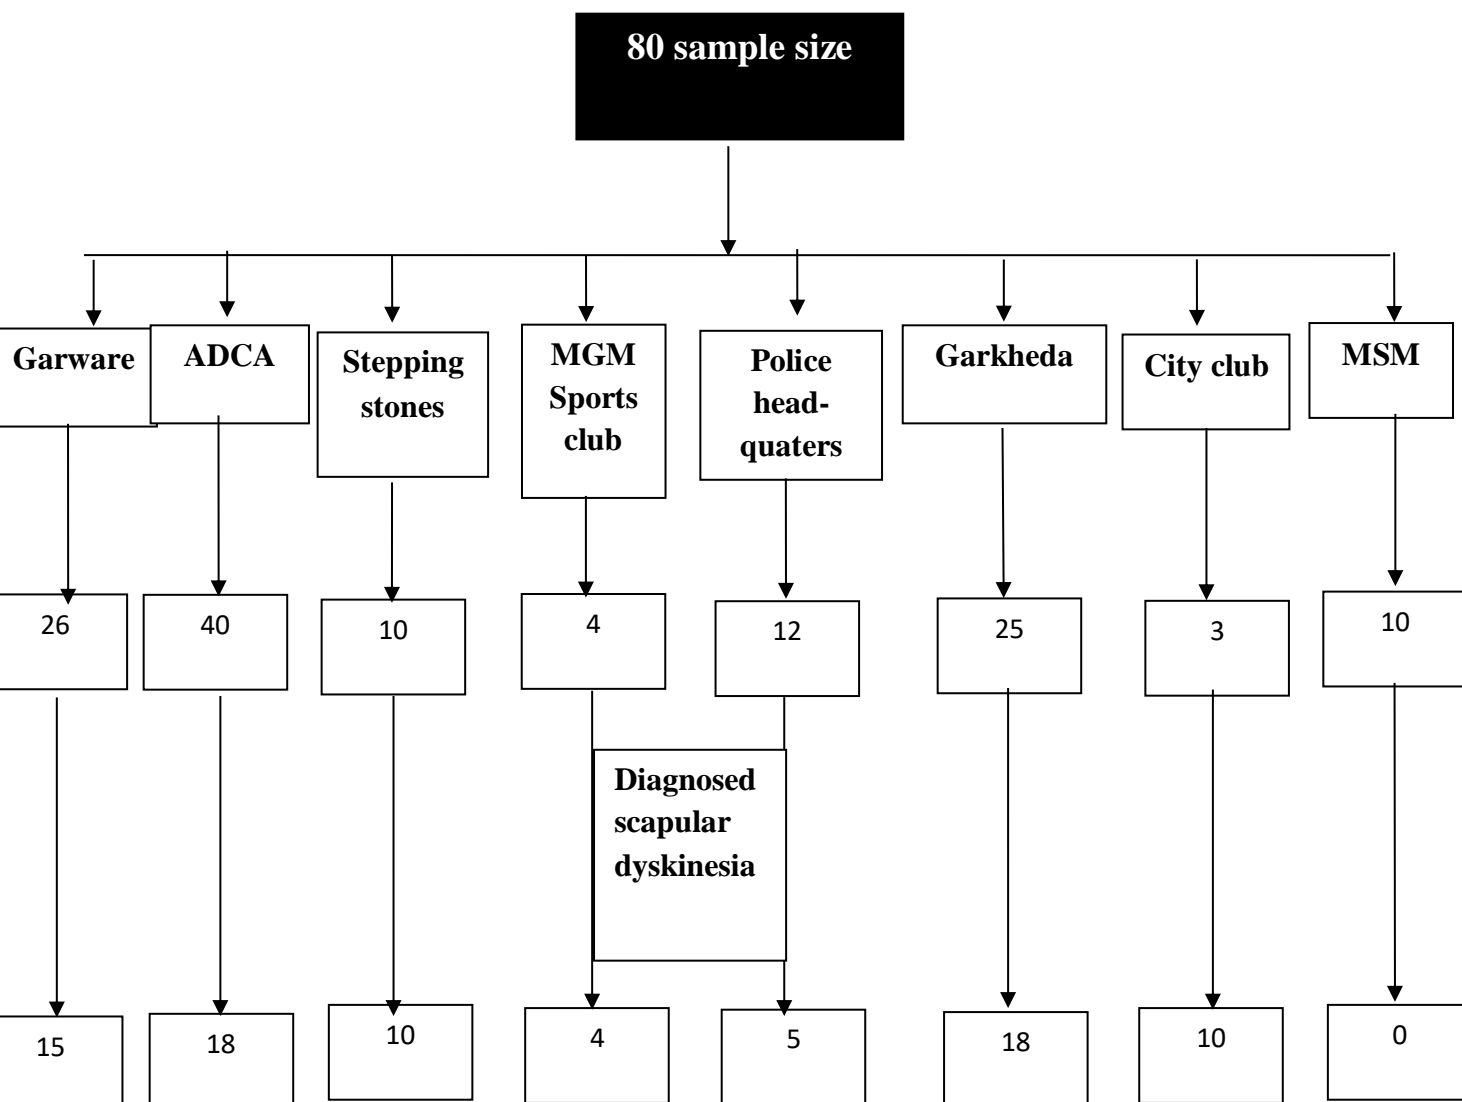 80 sample size
Garware
ADCA
Stepping
stones
MGM
Sports
club
Police
head-
quaters
Garkheda
City club
MSM
26
40
10
4
12
25
3
10
Diagnosed
scapular
dyskinesia
15
18
10
4
5
18
10
0